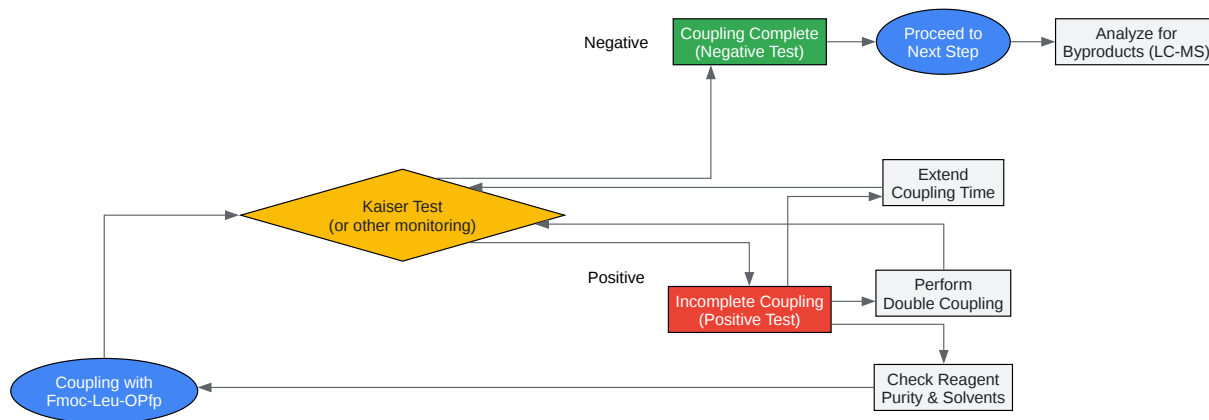 Negative
Coupling Complete
(Negative Test)
Proceed to
Next Step
Analyze for
Byproducts (LC-MS)
Kaiser Test
(or other monitoring)
Extend
Coupling Time
Positive
Incomplete Coupling
(Positive Test)
Perform
Double Coupling
Coupling with
Fmoc-Leu-OPfp
Check Reagent
Purity & Solvents